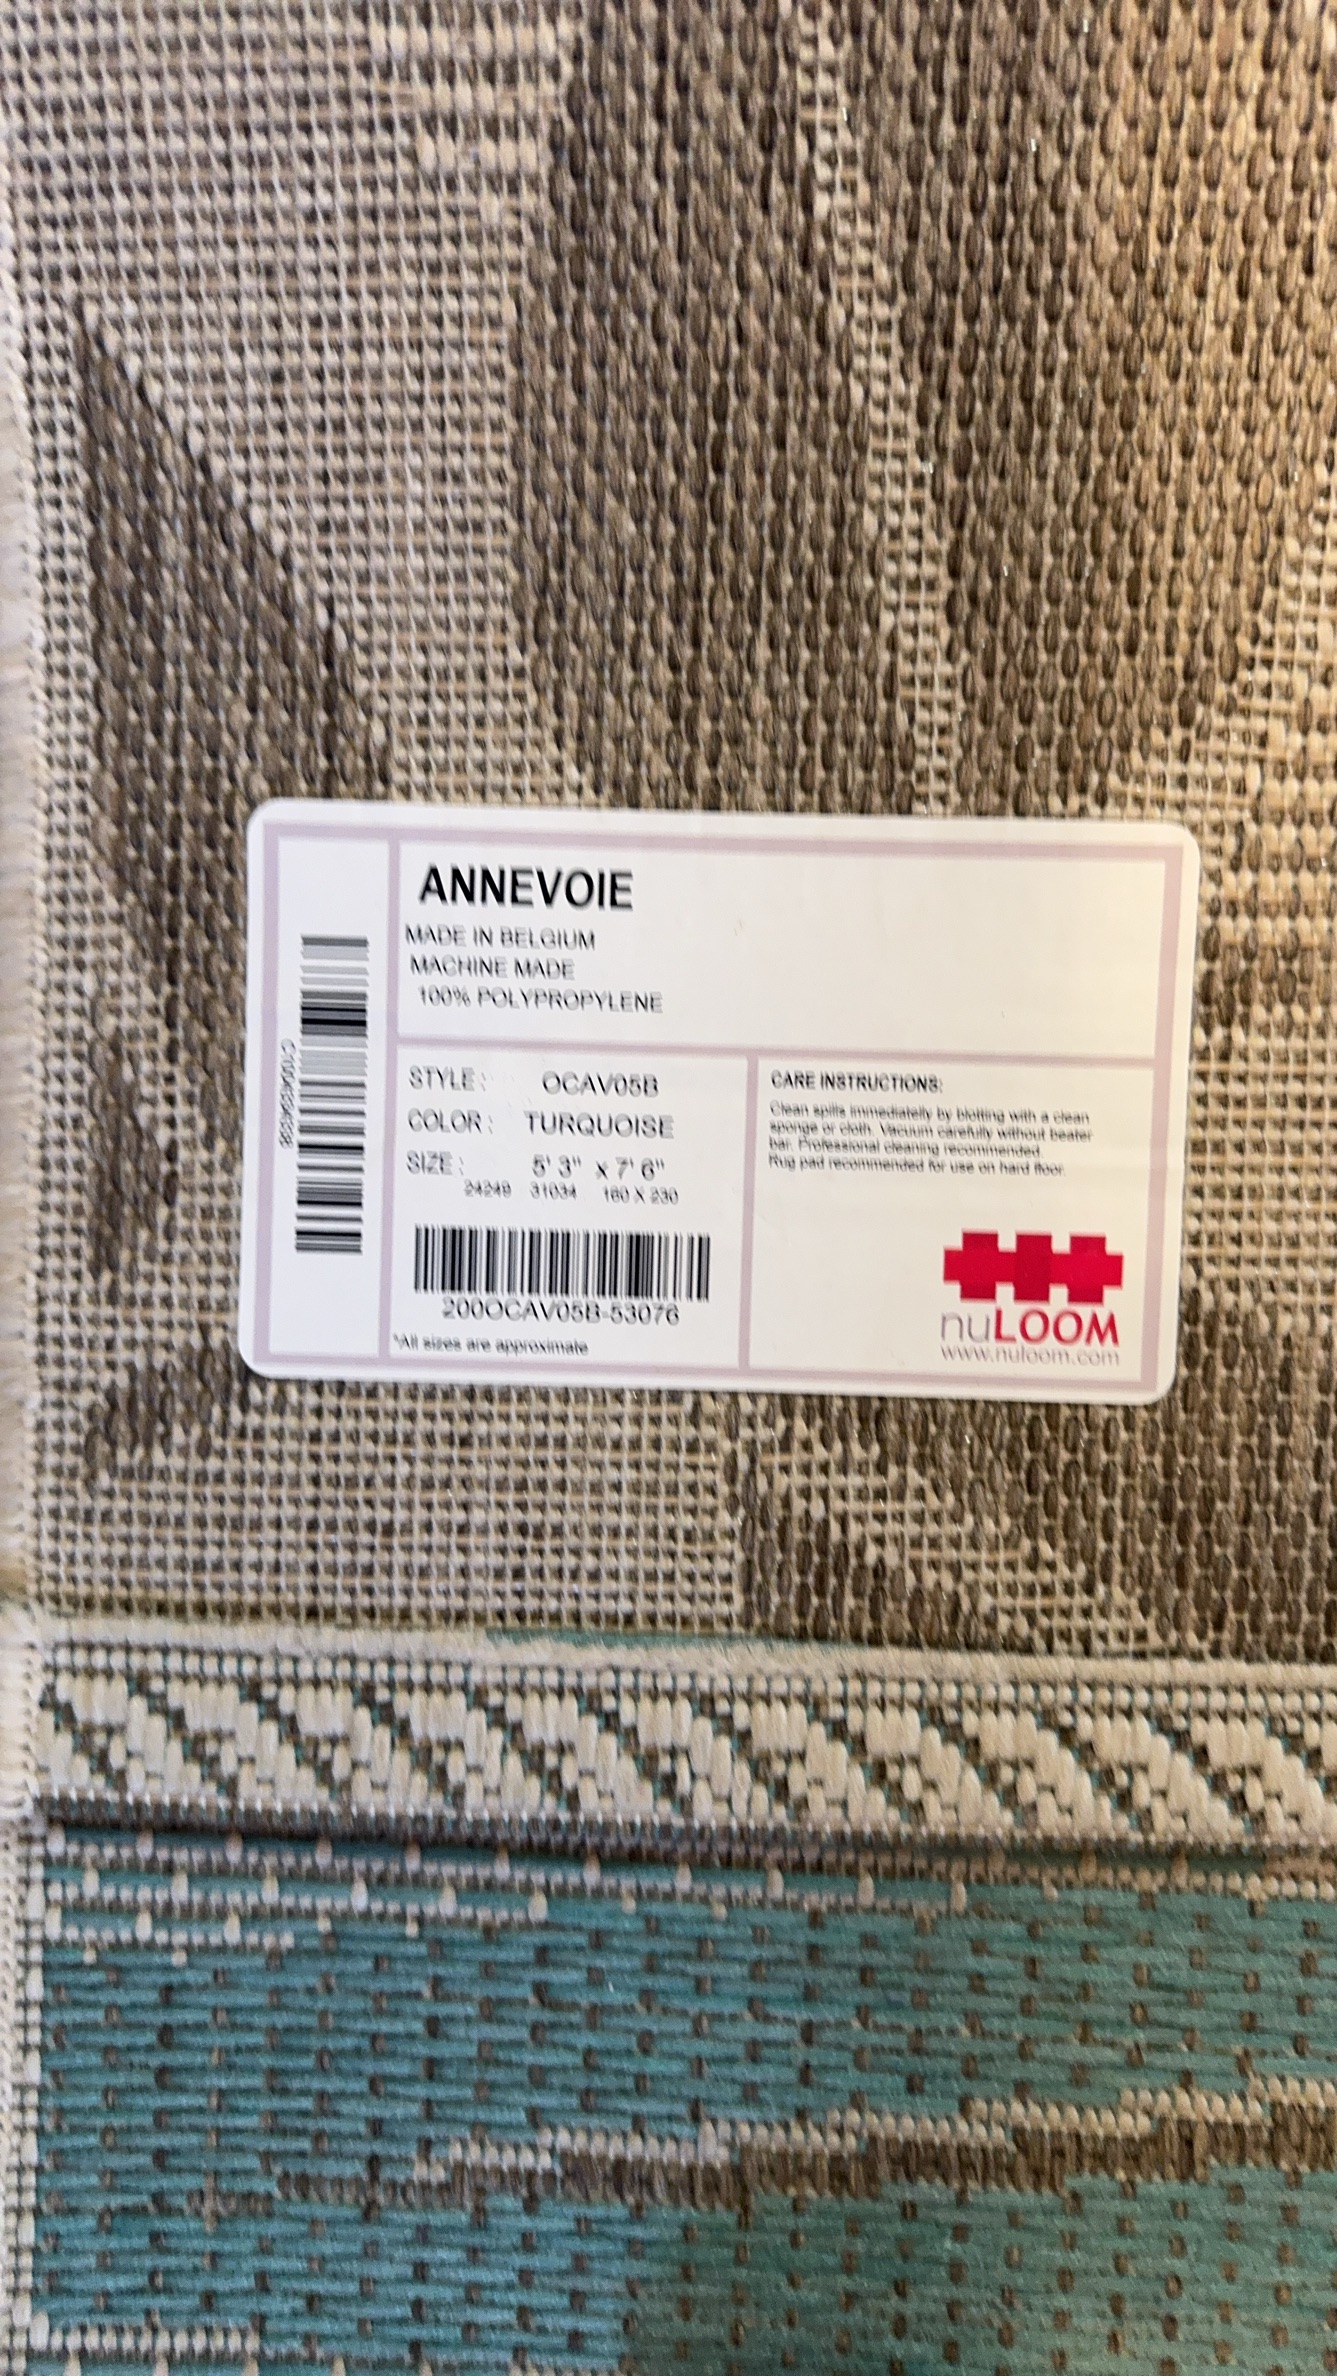 ANNEVOIE
MADE IN BELGIUM
MACHINE MADE
100% POLYPROPYLENE
STYLE: OCAV05B
COLOR: TURQUOISE
SIZE: 5' 3" x 7' 6"
24249 31034 160 X 230
200OCAV05B-53076
*All sizes are approximate
CARE INSTRUCTIONS:
Clean spills immediatelly by blotting with a clean
sponge or cloth. Vacuum carefully without beater
bar. Professional cleaning recommended.
Rug pad recommended for use on hard floor.
nuLOOM
www.nuloom.com